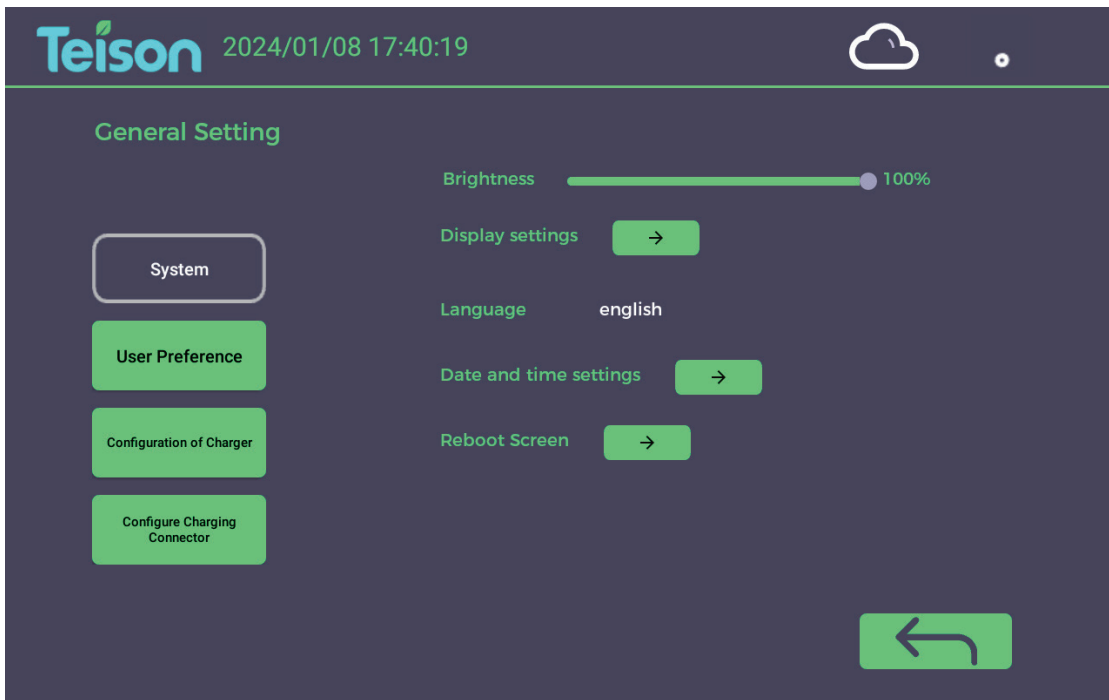 Teison 2024/01/08 17:40:19
General Setting
Brightness 100%
Display settings
System
Language english
User Preference
Date and time settings
Configuration of Charger
Reboot Screen
Configure Charging
Connector